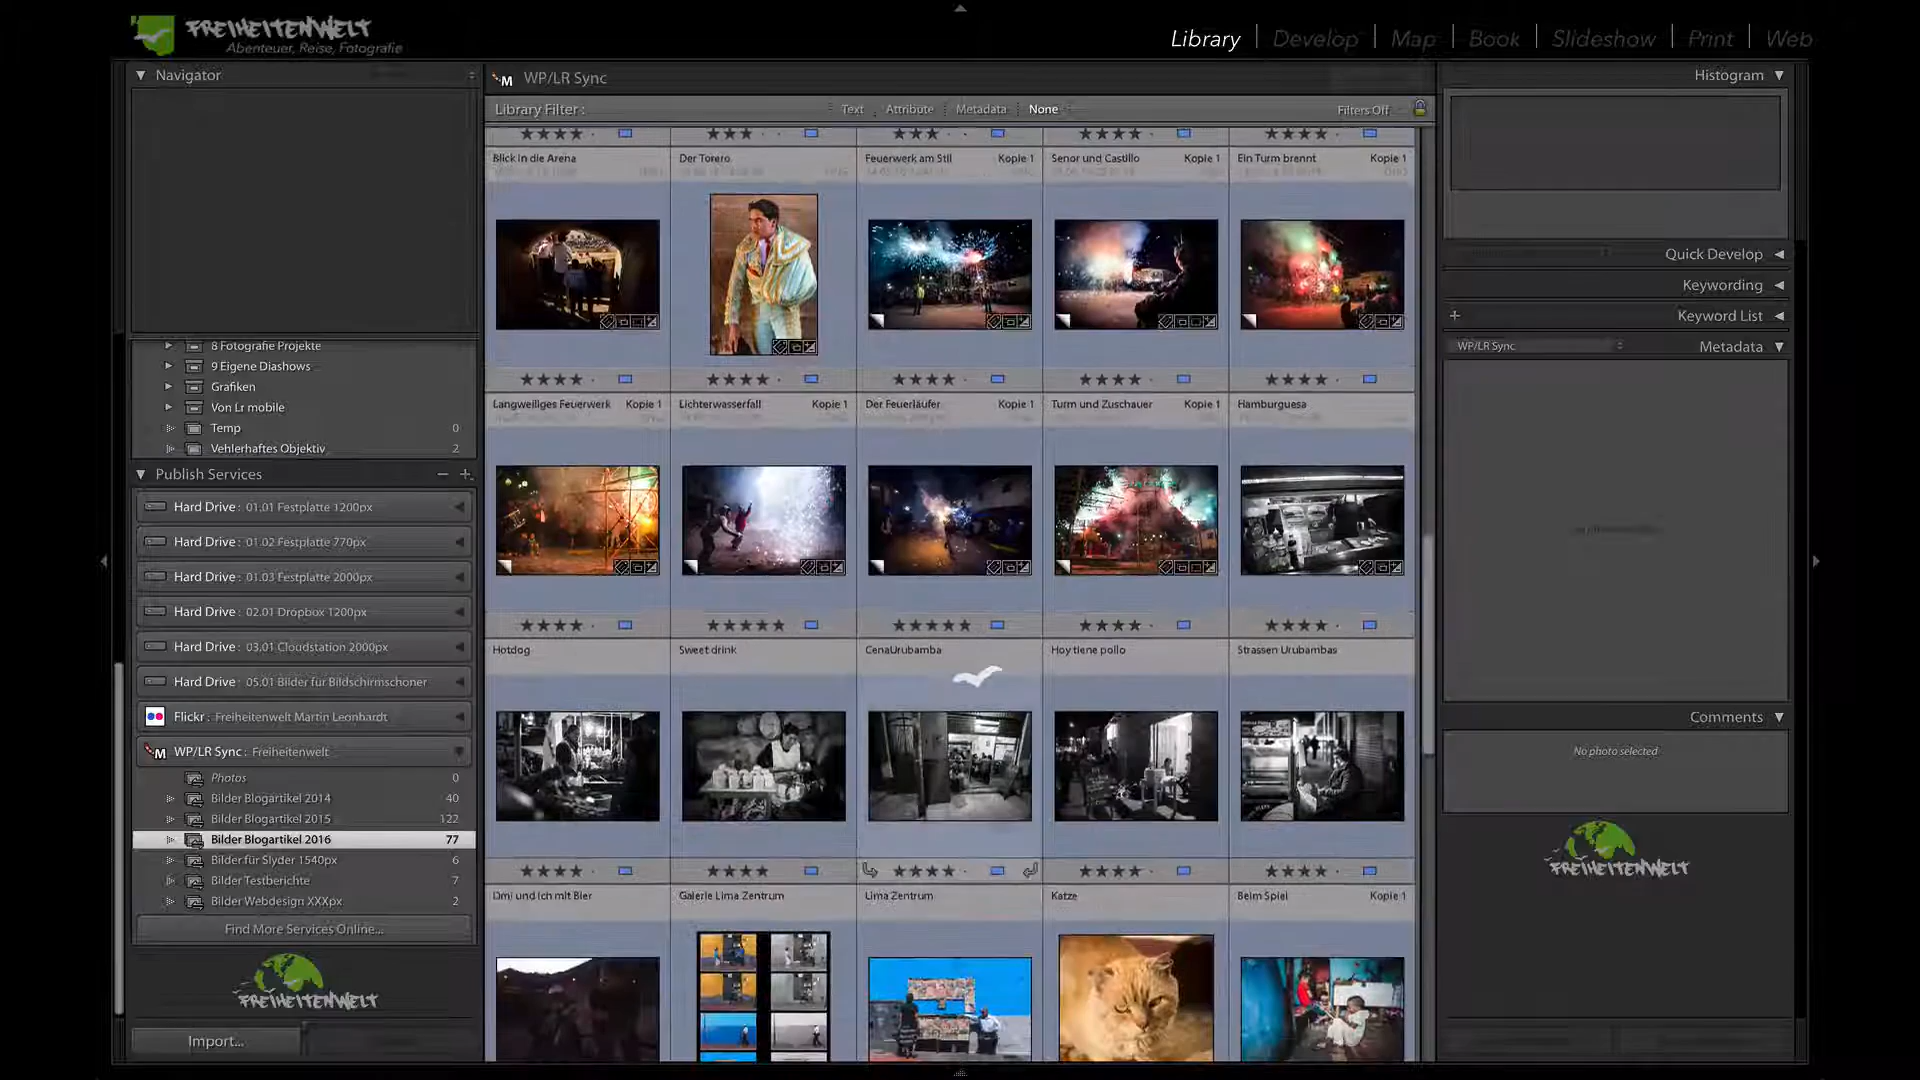 FREIHEITENWELT
Abenteuer, Reise, Fotografie
Library Develop Map Book Slideshow Print Web
Navigator
WP/LR Sync
Histogram
Library Filter : Text Attribute Metadata None Filters Off
Blick in die Arena
Der Torero
Feuerwerk am Stil Kopie 1
Senor und Castillo Kopie 1
Ein Turm brennt Kopie 1
Quick Develop
Keywording
Keyword List
WP/LR Sync Metadata
8 Fotografie Projekte
9 Eigene Diashows
Grafiken
Von Lr mobile
Temp 0
Vehlerhaftes Objektiv 2
Langweiliges Feuerwerk Kopie 1
Lichterwasserfall Kopie 1
Der Feuerläufer Kopie 1
Turm und Zuschauer Kopie 1
Hamburguesa
Publish Services
Hard Drive : 01.01 Festplatte 1200px
Hard Drive : 01.02 Festplatte 770px
Hard Drive : 01.03 Festplatte 2000px
Hard Drive : 02.01 Dropbox 1200px
Hard Drive : 03.01 Cloudstation 2000px
Hard Drive : 05.01 Bilder für Bildschirmschoner
Flickr : Freiheitenwelt Martin Leonhardt
WP/LR Sync : Freiheitenwelt
Photos 0
Bilder Blogartikel 2014 40
Bilder Blogartikel 2015 122
Bilder Blogartikel 2016 77
Bilder für Slyder 1540px 6
Bilder Testberichte 7
Bilder Webdesign XXXpx 2
Find More Services Online...
Hotdog
Sweet drink
CenaUrubamba
Hoy tiene pollo
Strassen Urubambas
Comments
No photo selected
FREIHEITENWELT
Omi und ich mit Bier
Galerie Lima Zentrum
Lima Zentrum
Katze
Beim Spiel Kopie 1
FREIHEITENWELT
Import...